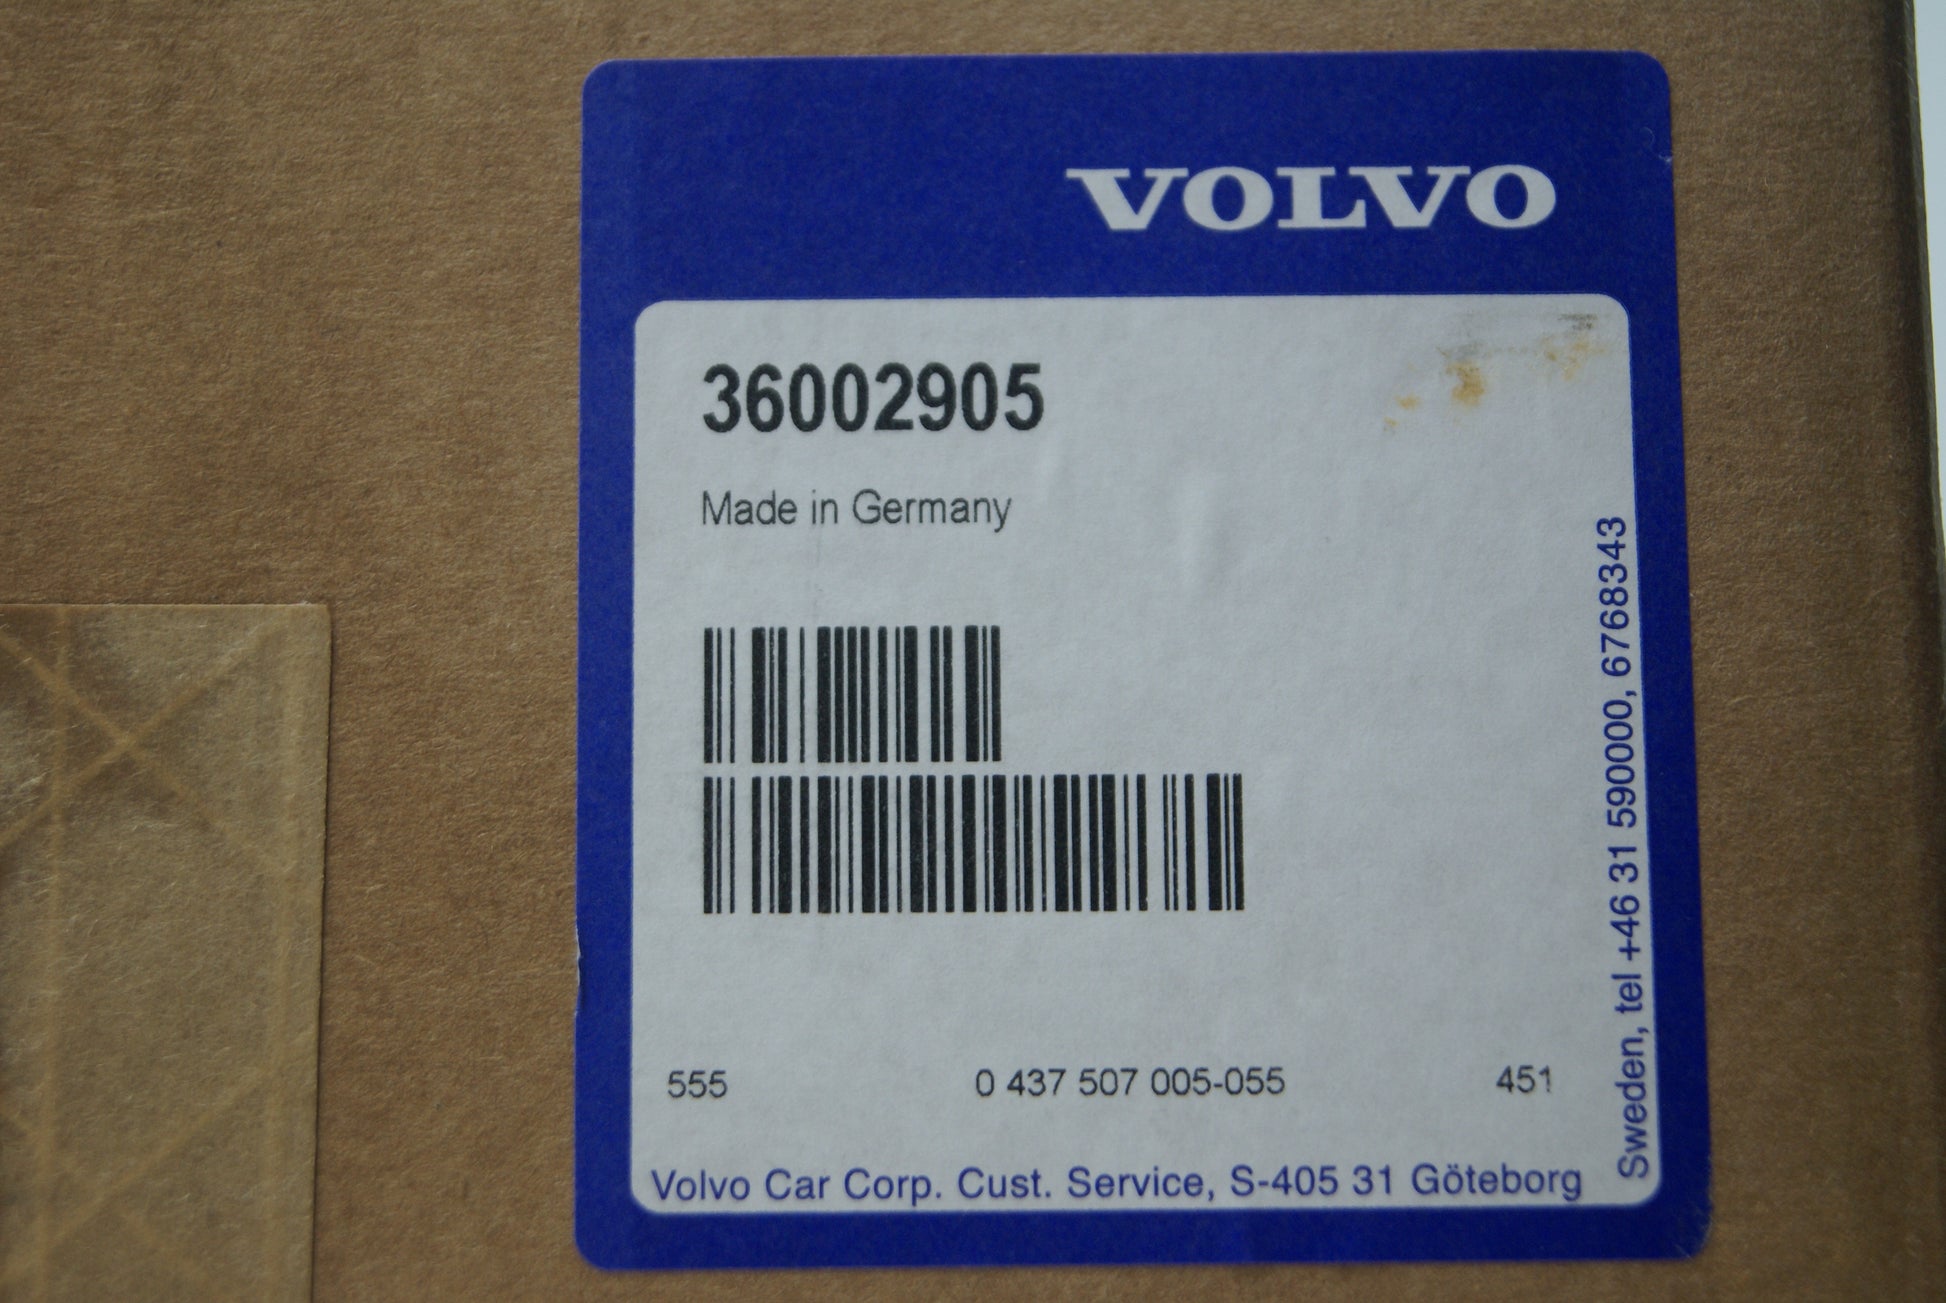 VOLVO
36002905
Made in Germany
555 0 437 507 005-055 451
Volvo Car Corp. Cust. Service, S-405 31 Göteborg
Sweden, tel +46 31 590000, 6768343